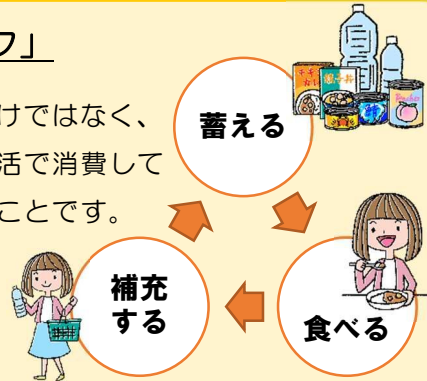 フ」
けではなく、
活で消費して
ことです。
蓄える
補充
する
食べる